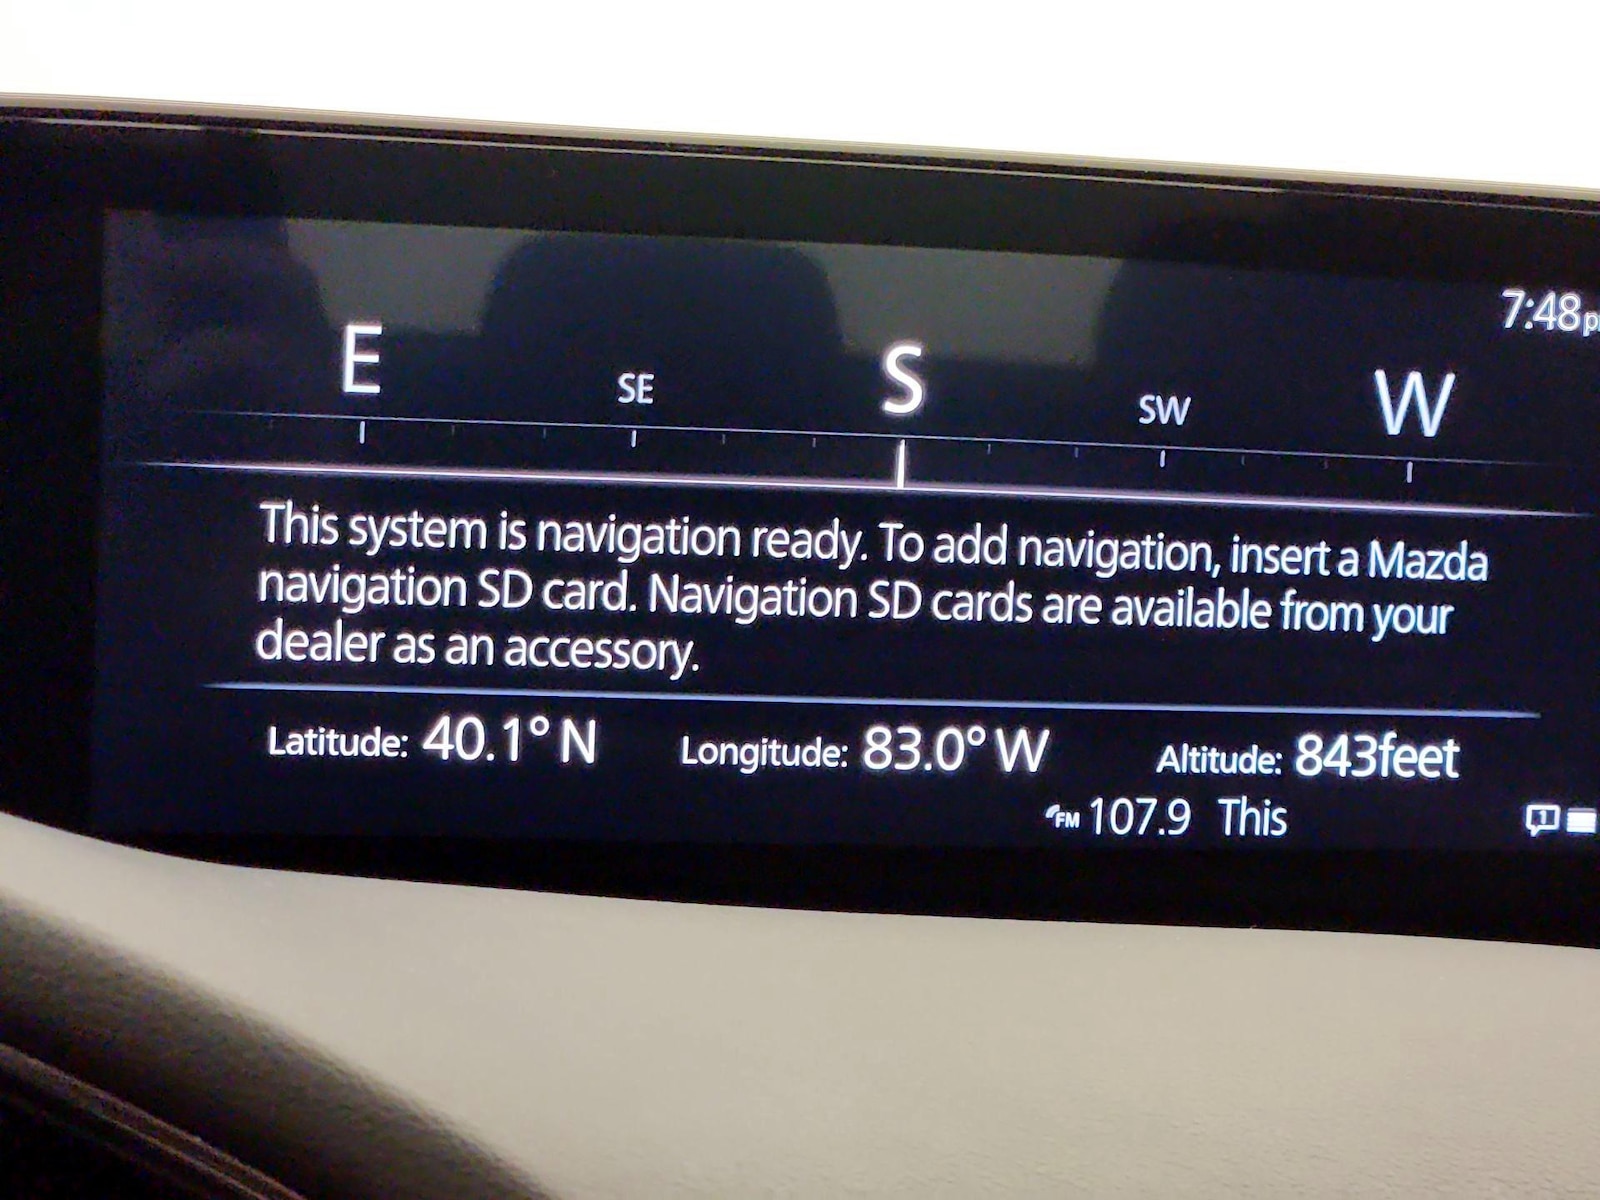 7:48p
E SE S SW W
This system is navigation ready. To add navigation, insert a Mazda
navigation SD card. Navigation SD cards are available from your
dealer as an accessory.
Latitude: 40.1° N Longitude: 83.0° W Altitude: 843feet
FM 107.9 This 1